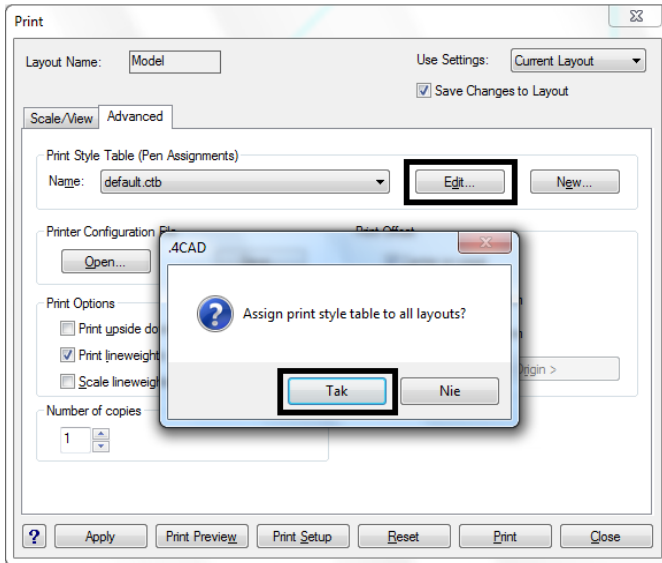 Print
Layout Name: Model Use Settings: Current Layout
Save Changes to Layout
Scale/View Advanced
Print Style Table (Pen Assignments)
Name: default.ctb Edit... New...
Printer Configuration
.4CAD
Open...
Assign print style table to all layouts?
Print Options
Print upside
Print lineweight
Origin >
Scale
Tak Nie
Number of copies
1
? Apply Print Preview Print Setup Reset Print Close